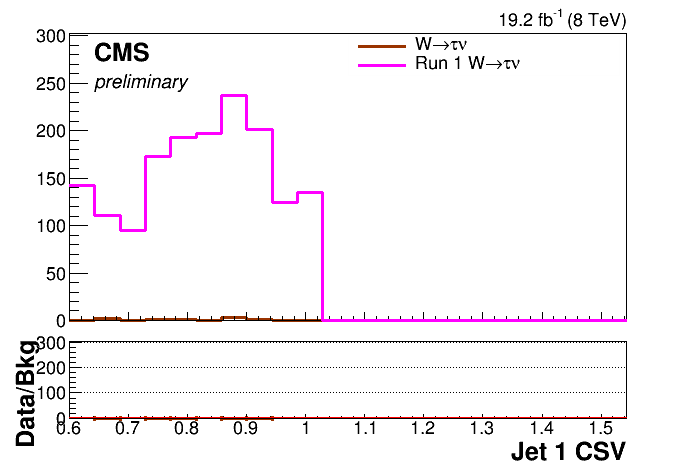 19.2 fb⁻¹ (8 TeV)
CMS
preliminary
W→τν
Run 1 W→τν
300
250
200
150
100
50
0
Data/Bkg
300
200
100
0
0.6 0.7 0.8 0.9 1 1.1 1.2 1.3 1.4 1.5
Jet 1 CSV